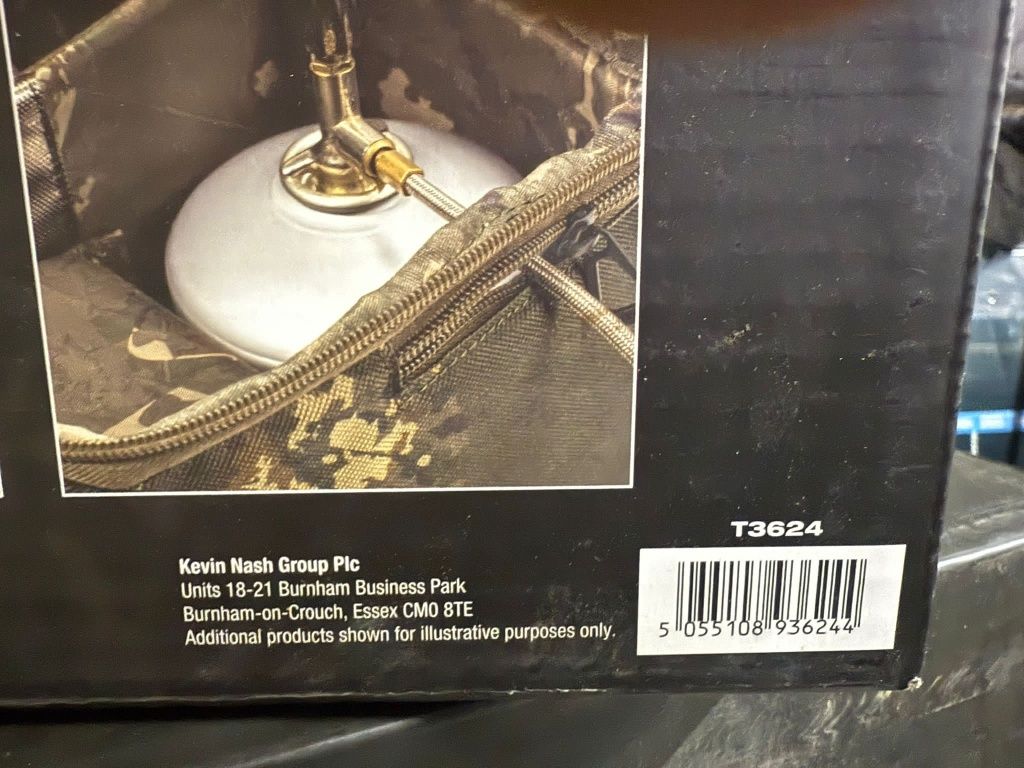 T3624
Kevin Nash Group Plc
Units 18-21 Burnham Business Park
Burnham-on-Crouch, Essex CM0 8TE
Additional products shown for illustrative purposes only.
5 055108 936244